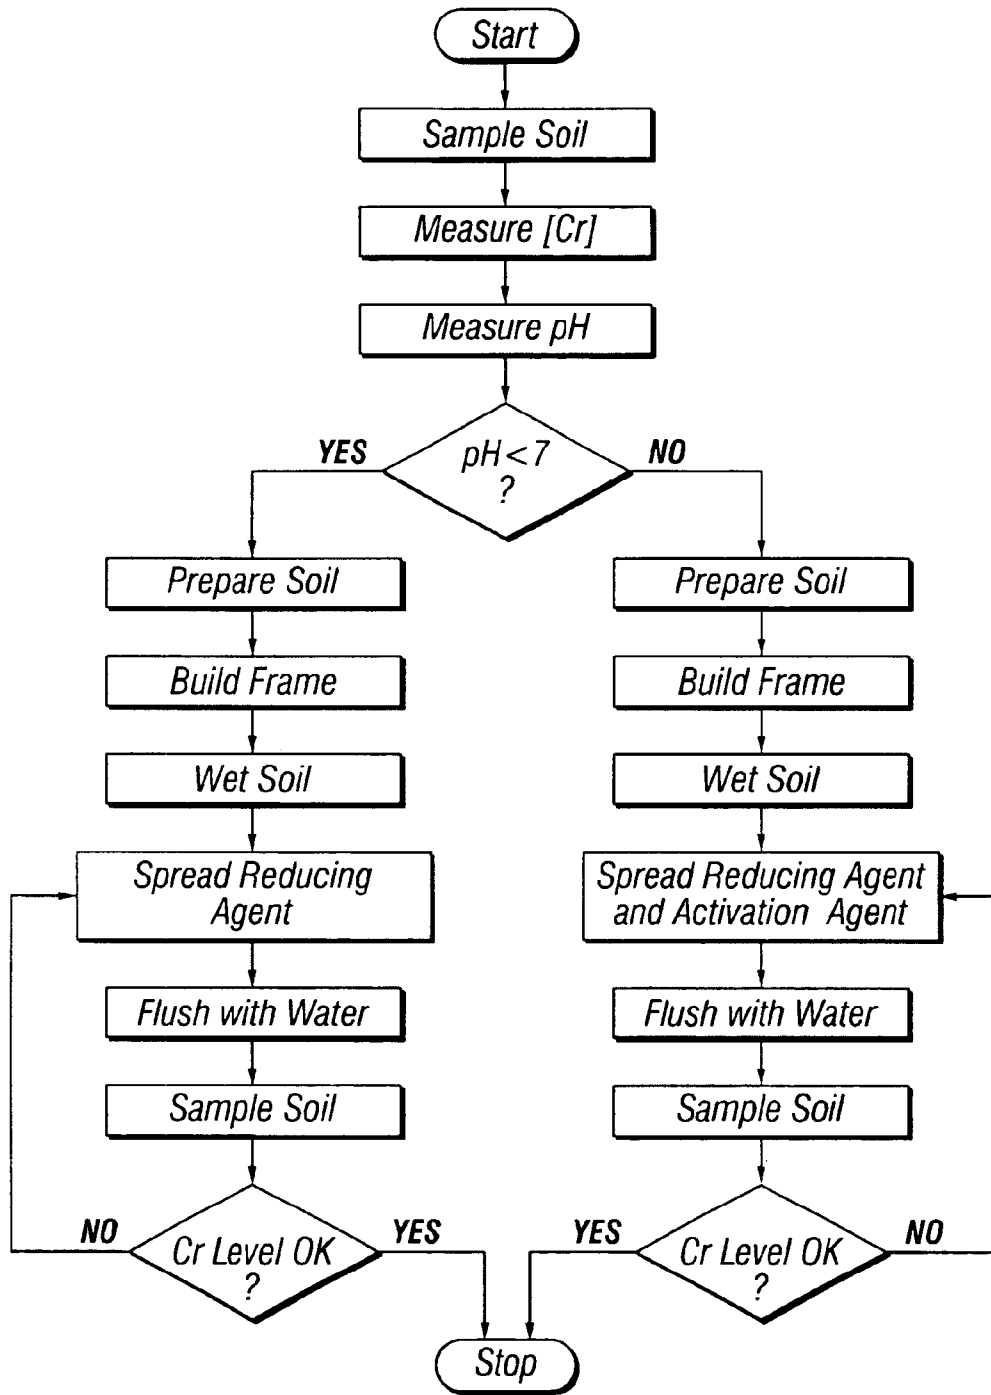 Start
Sample Soil
Measure [Cr]
Measure pH
pH < 7
?
YES
NO
Prepare Soil
Build Frame
Wet Soil
Spread Reducing
Agent
Flush with Water
Sample Soil
Cr Level OK
?
NO
YES
Prepare Soil
Build Frame
Wet Soil
Spread Reducing Agent
and Activation Agent
Flush with Water
Sample Soil
Cr Level OK
?
YES
NO
Stop